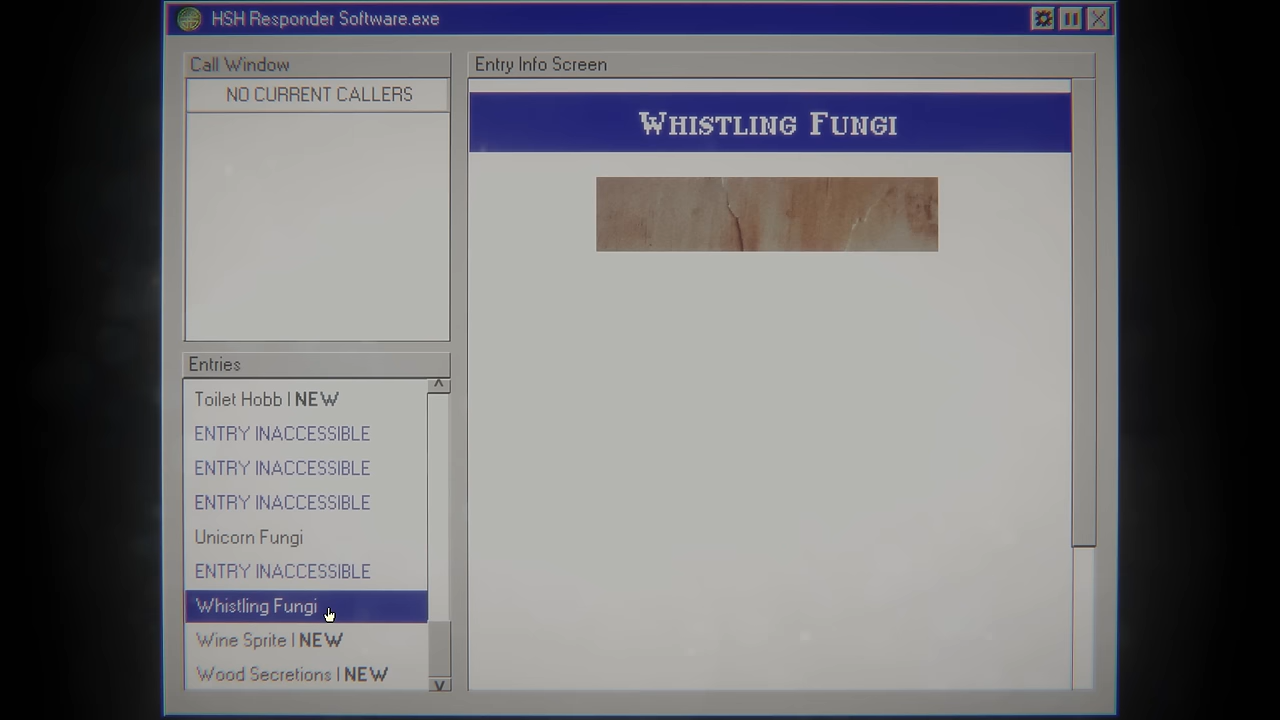 HSH Responder Software.exe
Call Window
NO CURRENT CALLERS
Entries
Toilet Hobb | NEW
ENTRY INACCESSIBLE
ENTRY INACCESSIBLE
ENTRY INACCESSIBLE
Unicorn Fungi
ENTRY INACCESSIBLE
Whistling Fungi
Wine Sprite | NEW
Wood Secretions | NEW
Entry Info Screen
Whistling Fungi